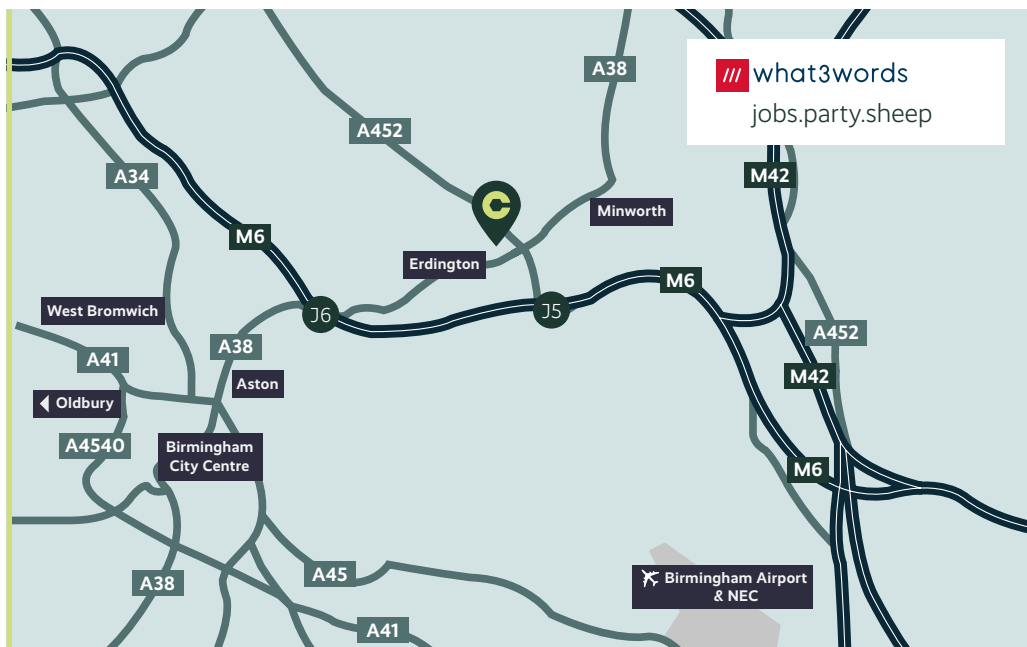 A38
what3words
jobs.party.sheep
A452
A34
M42
Minworth
M6
Erdington
M6
West Bromwich
J6
J5
A38
A452
A41
M42
Aston
Oldbury
A4540
Birmingham
City Centre
M6
A45
A38
Birmingham Airport
& NEC
A41